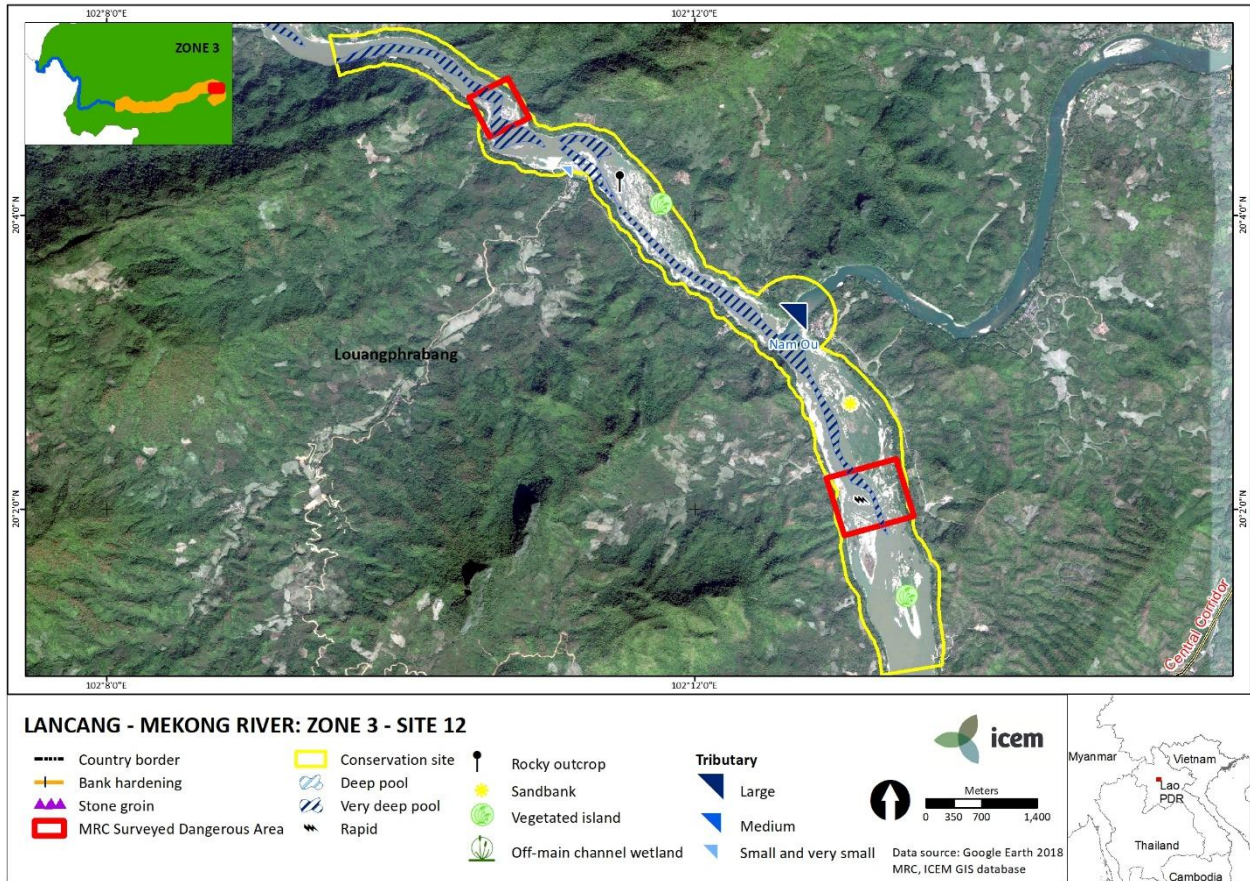 102°8'0"E
102°12'0"E
ZONE 3
20°4'0"N
20°4'0"N
Louangphrabang
Nam Ou
20°2'0"N
20°2'0"N
Central Corridor
102°8'0"E
102°12'0"E
LANCANG - MEKONG RIVER: ZONE 3 - SITE 12
Country border
Bank hardening
Stone groin
MRC Surveyed Dangerous Area
Conservation site
Deep pool
Very deep pool
Rapid
Rocky outcrop
Sandbank
Vegetated island
Off-main channel wetland
Tributary
Large
Medium
Small and very small
icem
Meters
0 350 700 1,400
Data source: Google Earth 2018
MRC, ICEM GIS database
Myanmar
Vietnam
Lao
PDR
Thailand
Cambodia